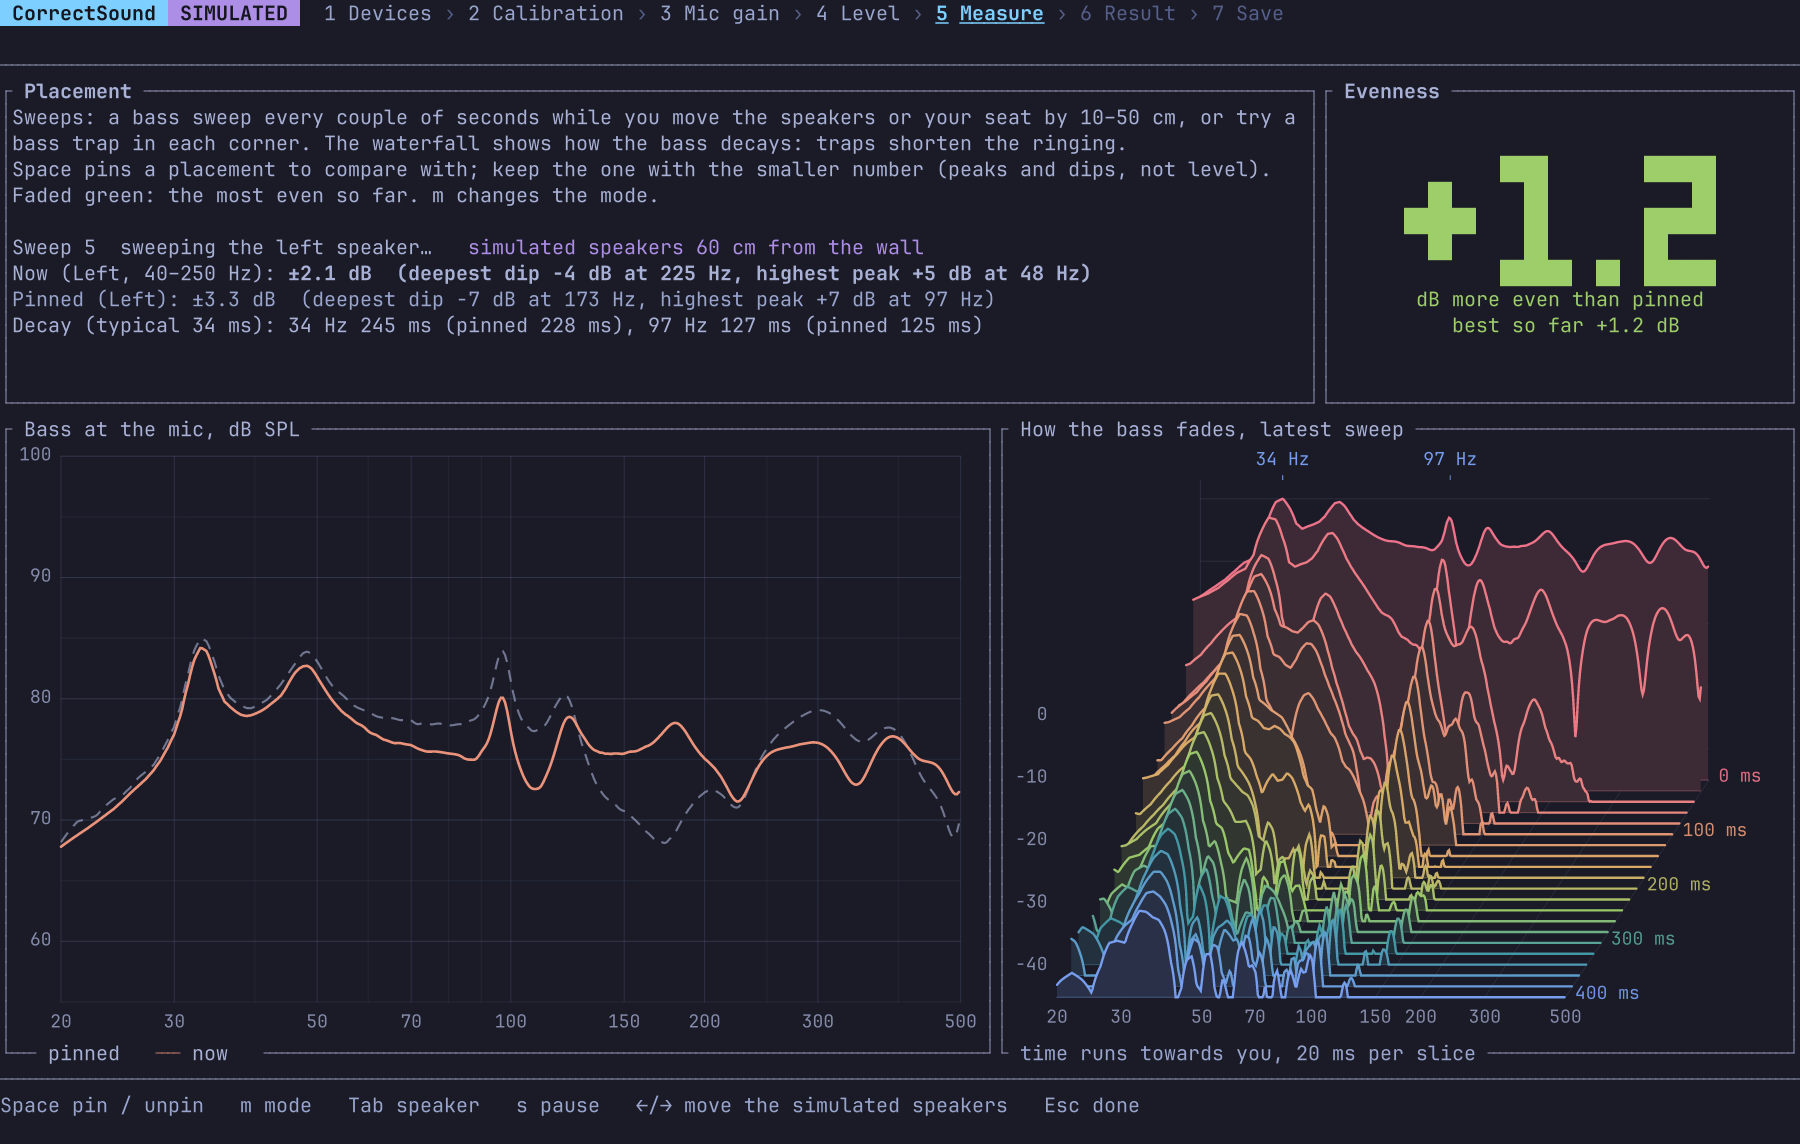 CorrectSound SIMULATED 1 Devices › 2 Calibration › 3 Mic gain › 4 Level › 5 Measure › 6 Result › 7 Save
Placement
Sweeps: a bass sweep every couple of seconds while you move the speakers or your seat by 10–50 cm, or try a
bass trap in each corner. The waterfall shows how the bass decays: traps shorten the ringing.
Space pins a placement to compare with; keep the one with the smaller number (peaks and dips, not level).
Faded green: the most even so far. m changes the mode.
Sweep 5 sweeping the left speaker… simulated speakers 60 cm from the wall
Now (Left, 40–250 Hz): ±2.1 dB (deepest dip -4 dB at 225 Hz, highest peak +5 dB at 48 Hz)
Pinned (Left): ±3.3 dB (deepest dip -7 dB at 173 Hz, highest peak +7 dB at 97 Hz)
Decay (typical 34 ms): 34 Hz 245 ms (pinned 228 ms), 97 Hz 127 ms (pinned 125 ms)
Evenness
+1.2
dB more even than pinned
best so far +1.2 dB
Bass at the mic, dB SPL
100
90
80
70
60
20 30 50 70 100 150 200 300 500
pinned now
How the bass fades, latest sweep
34 Hz 97 Hz
0
-10
-20
-30
-40
0 ms
100 ms
200 ms
300 ms
400 ms
20 30 50 70 100 150 200 300 500
time runs towards you, 20 ms per slice
Space pin / unpin m mode Tab speaker s pause ←/→ move the simulated speakers Esc done